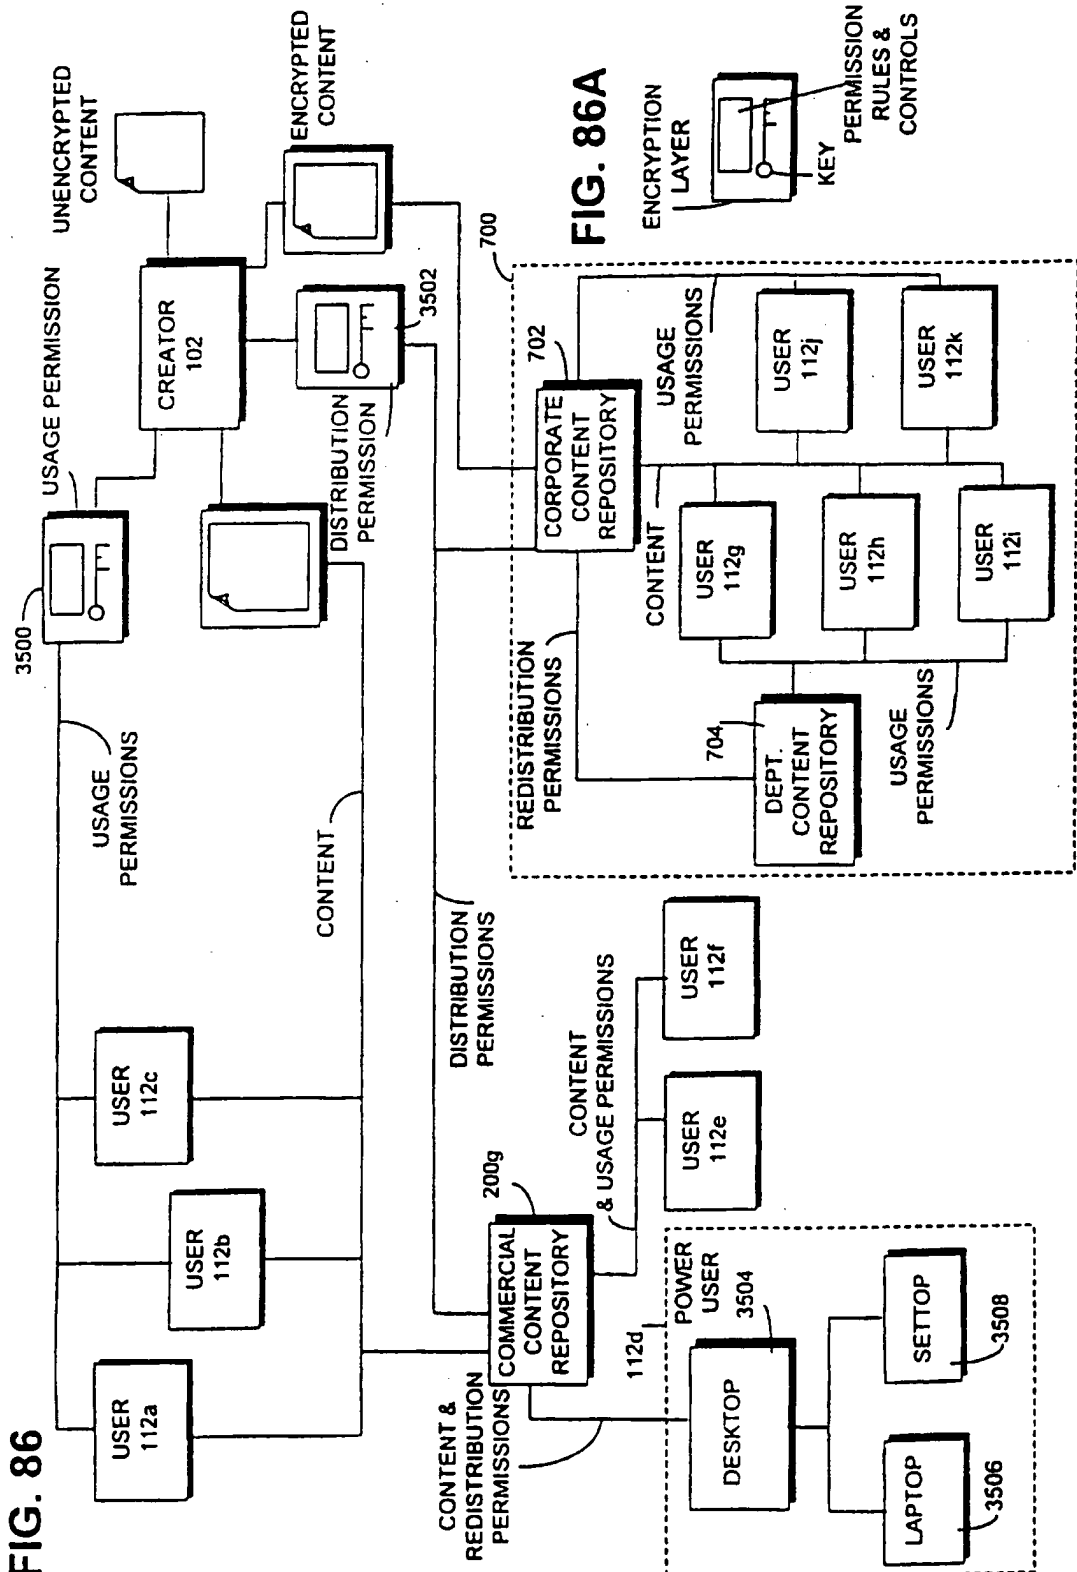 FIG. 86
USER
112a
USER
112b
USER
112c
USAGE
PERMISSIONS
CONTENT
3500
USAGE PERMISSION
CREATOR
102
UNENCRYPTED
CONTENT
ENCRYPTED
CONTENT
DISTRIBUTION
PERMISSION
3502
DISTRIBUTION
PERMISSIONS
COMMERCIAL
CONTENT
REPOSITORY
200g
CONTENT &
REDISTRIBUTION
PERMISSIONS
CONTENT
& USAGE PERMISSIONS
USER
112e
USER
112f
112d
POWER
USER
3504
DESKTOP
LAPTOP
3506
SETTOP
3508
700
702
CORPORATE
CONTENT
REPOSITORY
REDISTRIBUTION
PERMISSIONS
CONTENT
USAGE
PERMISSIONS
704
DEPT.
CONTENT
REPOSITORY
USER
112g
USER
112h
USER
112i
USER
112j
USER
112k
USAGE
PERMISSIONS
FIG. 86A
ENCRYPTION
LAYER
KEY
PERMISSION
RULES &
CONTROLS